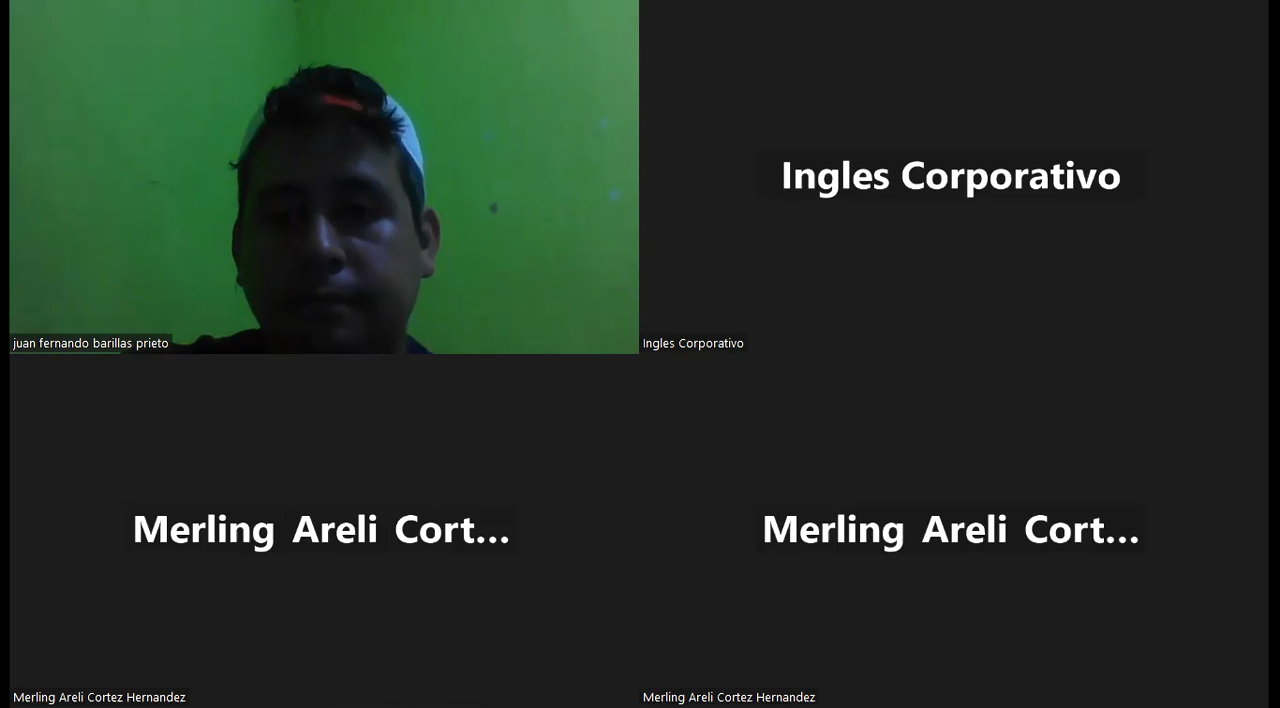 Ingles Corporativo
juan fernando barillas prieto
Ingles Corporativo
Merling Areli Cort...
Merling Areli Cort...
Merling Areli Cortez Hernandez
Merling Areli Cortez Hernandez